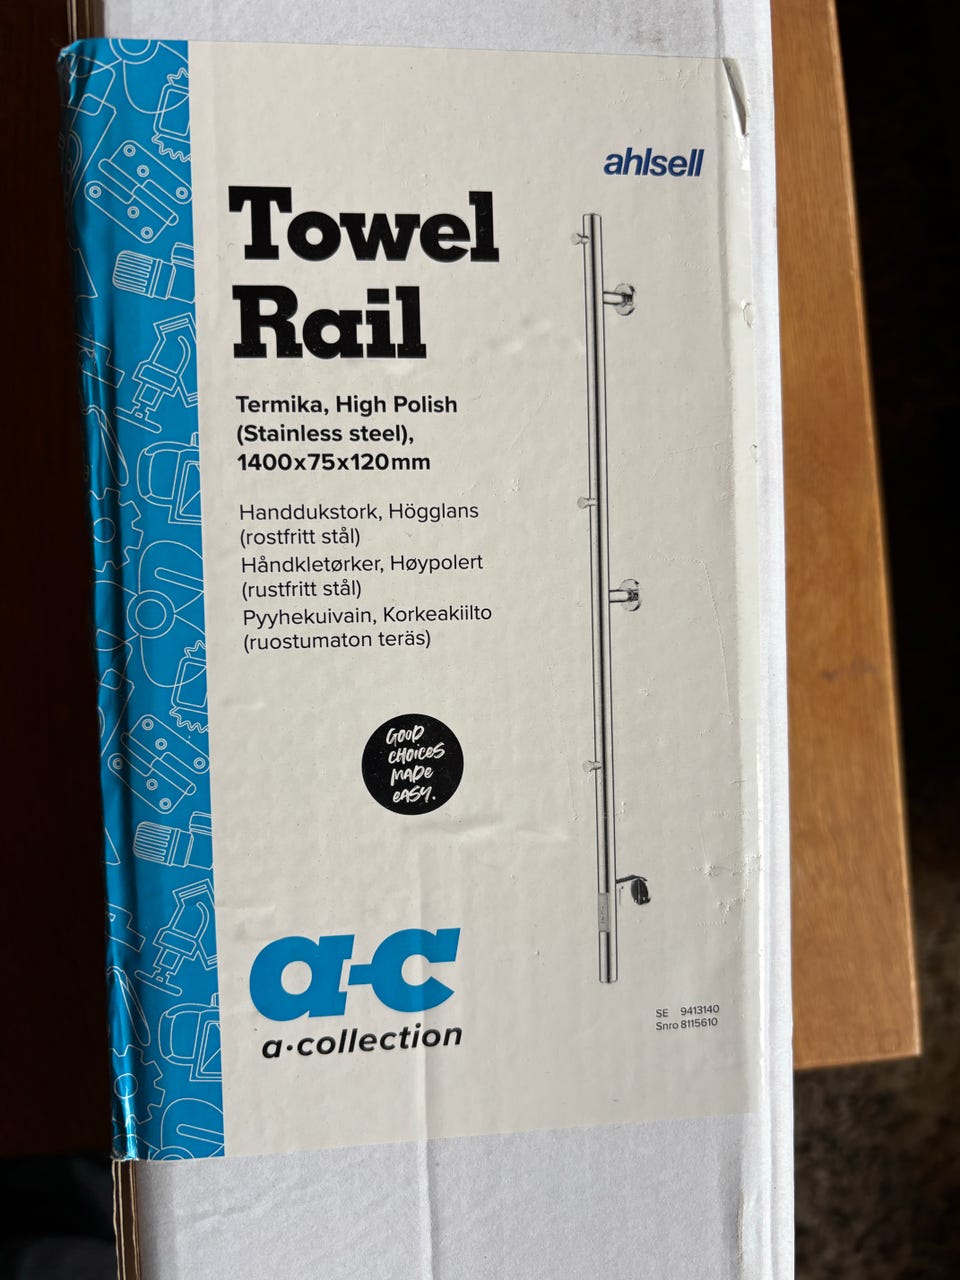 ahlsell
Towel
Rail
Termika, High Polish
(Stainless steel),
1400x75x120mm
Handdukstork, Högglans
(rostfritt stål)
Håndkletørker, Høypolert
(rustfritt stål)
Pyyhekuivain, Korkeakiilto
(ruostumaton teräs)
GOOD
CHOICES
MADE
EASY.
a-c
a·collection
SE 9413140
Snro 8115610